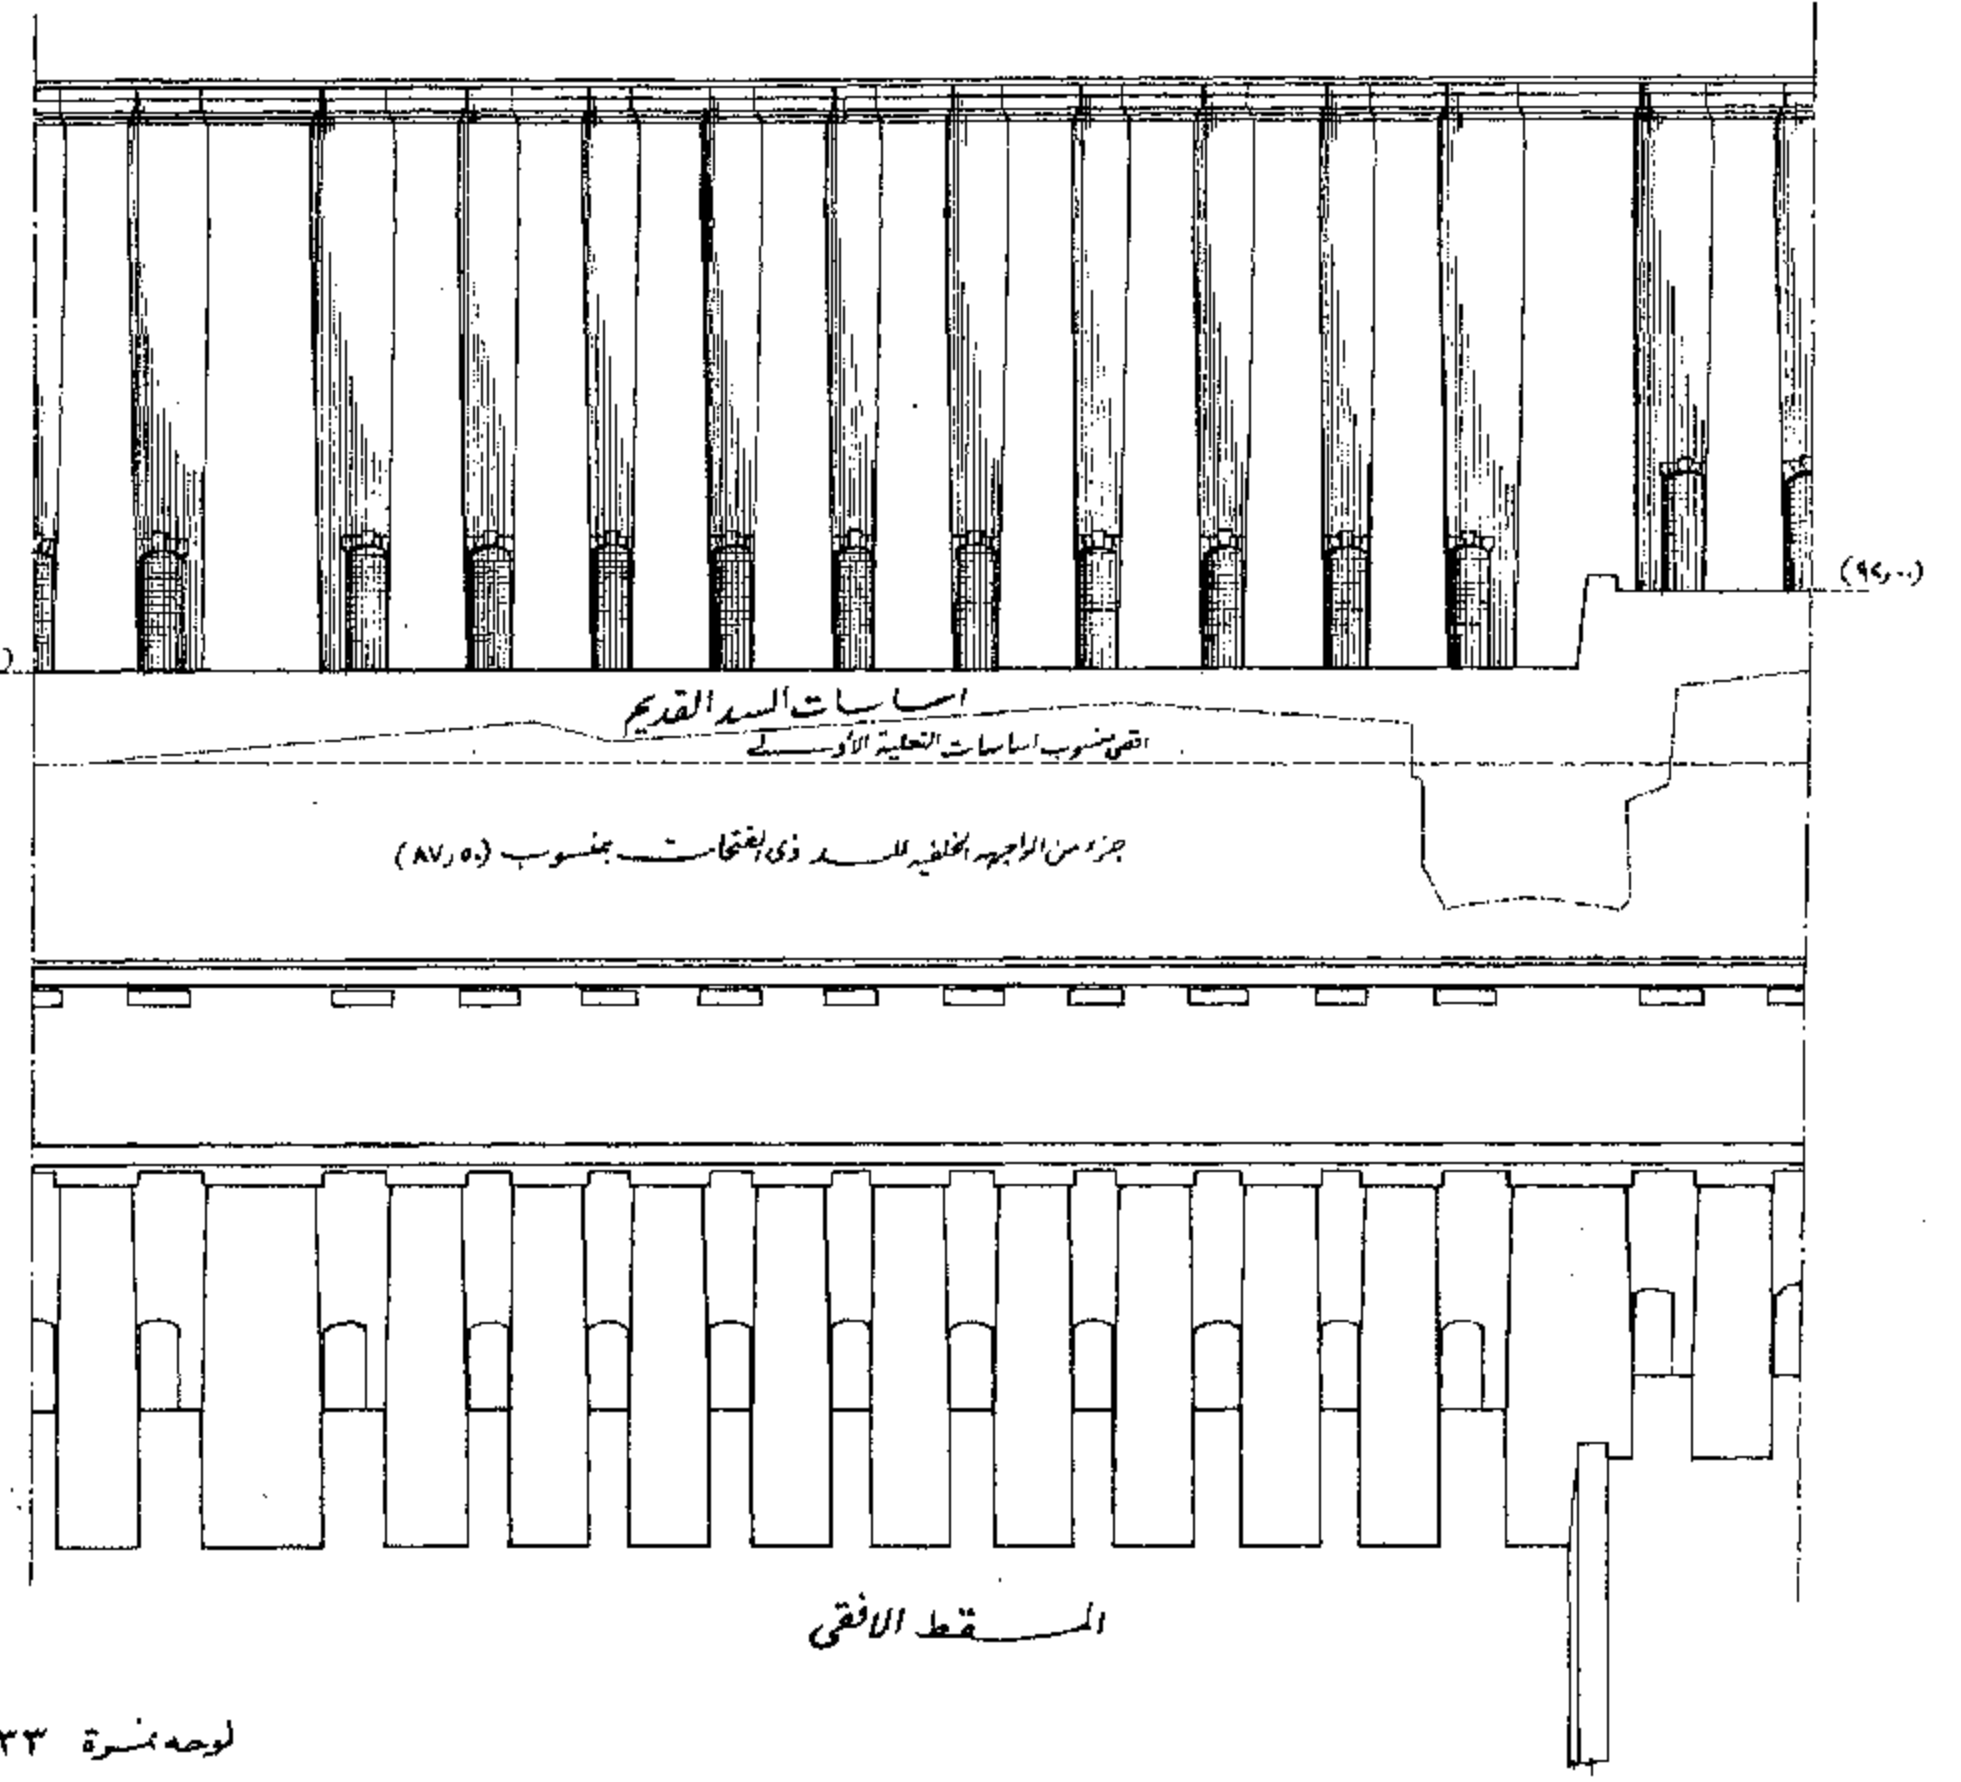 (٩٢,٠٠)
اساسات السد القديم
اقصى منسوب اساسات التعلية الأولى
جزء من الواجهه الخلفيه للسد ذى الفتحات بمنسوب (٨٧,٥٠)
المسقط الافقى
لوحه نمرة ٣٣